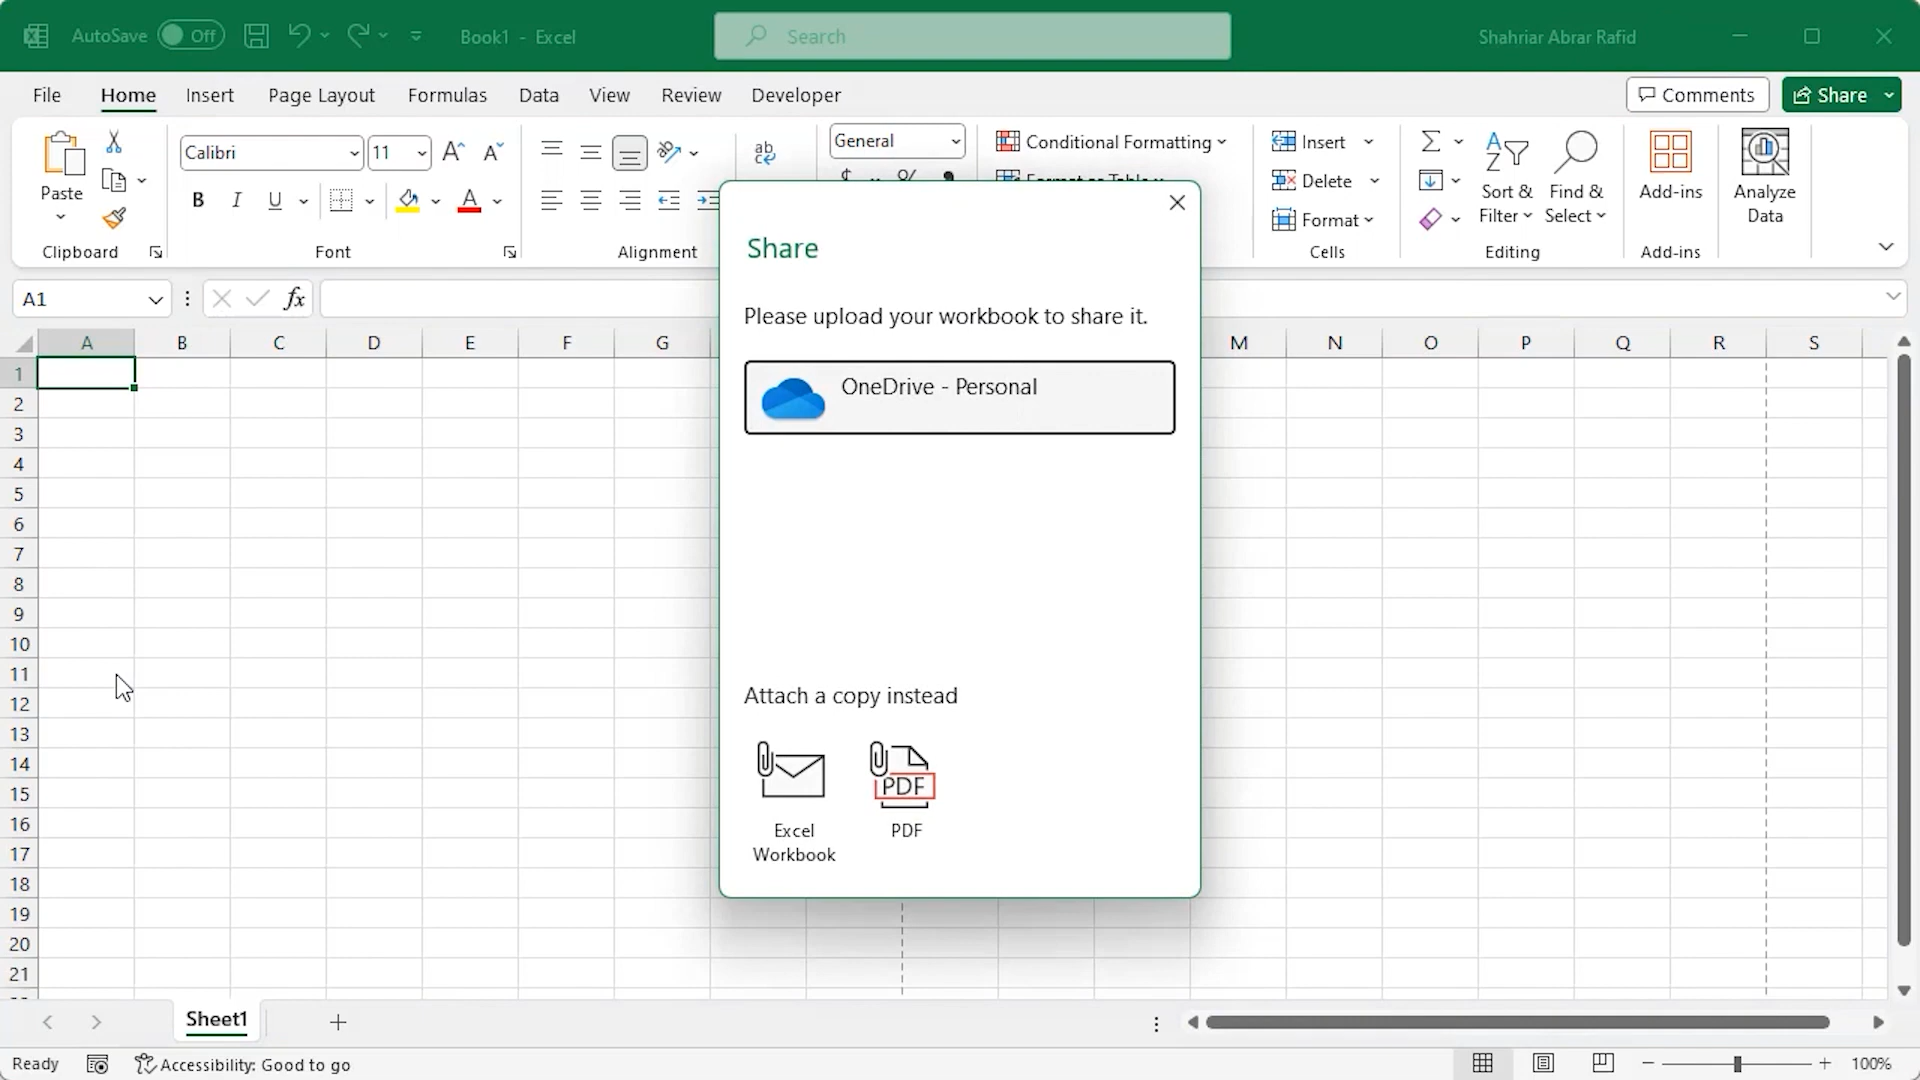 AutoSave Off Book1 - Excel Search Shahriar Abrar Rafid
File Home Insert Page Layout Formulas Data View Review Developer Comments Share
Paste
Clipboard
Calibri 11
B I U A
Font
ab
Alignment
General
$ %
Conditional Formatting
Format as Table
Insert
Delete
Format
Cells
Sort &
Filter
Find &
Select
Editing
Add-ins
Add-ins
Analyze
Data
A1 fx
A B C D E F G M N O P Q R S
1
2
3
4
5
6
7
8
9
10
11
12
13
14
15
16
17
18
19
20
21
Share
Please upload your workbook to share it.
OneDrive - Personal
Attach a copy instead
Excel
Workbook
PDF
PDF
Sheet1
Ready Accessibility: Good to go 100%